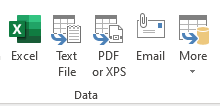 Excel
Text File
PDF or XPS
Email
More
Data